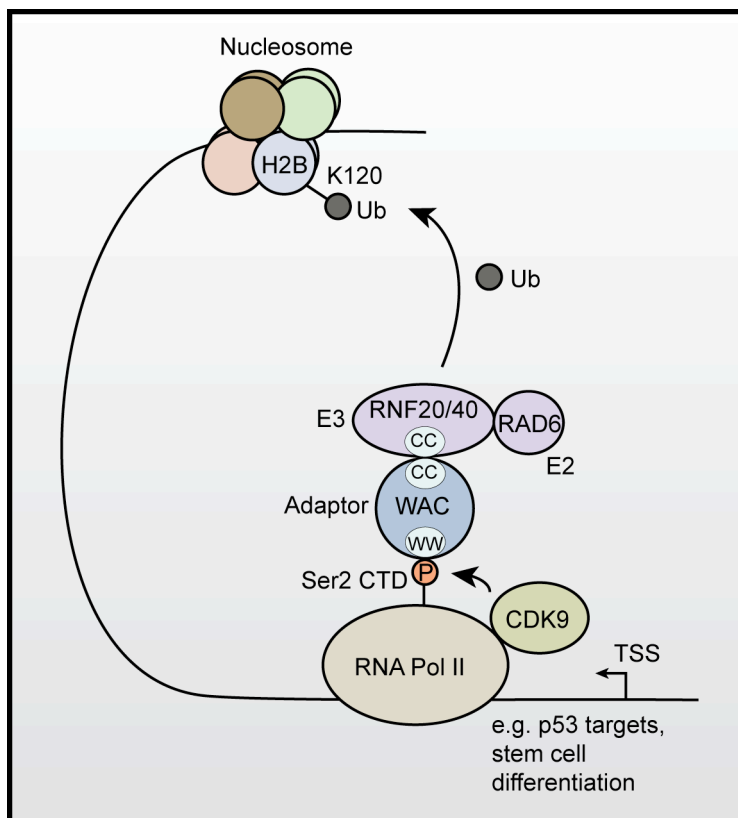 Nucleosome
H2B
K120
Ub
Ub
RNF20/40
E3
RAD6
CC
E2
CC
Adaptor
WAC
WW
Ser2 CTD
P
CDK9
RNA Pol II
TSS
e.g. p53 targets,
stem cell
differentiation